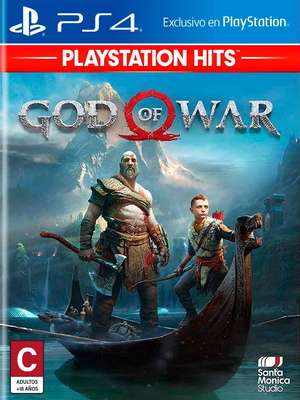 PS4
Exclusivo en PlayStation®
PLAYSTATION HITS
GOD OF WAR
C
ADULTOS
+18 AÑOS
Santa
Monica
Studio